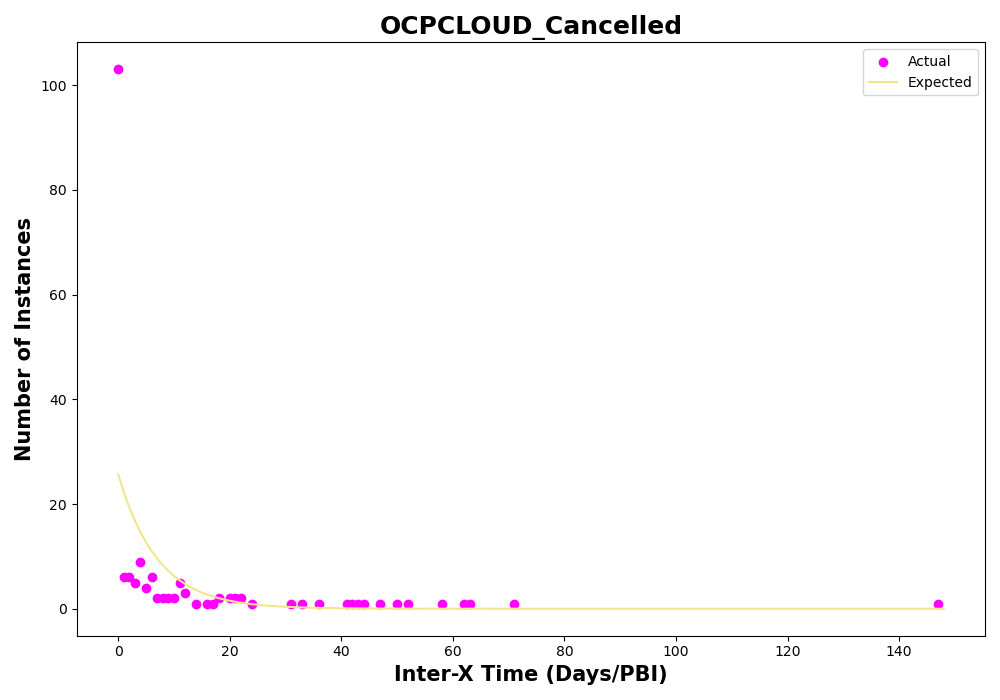 OCPCLOUD_Cancelled
Actual
Expected
Number of Instances
100
80
60
40
20
0
0 20 40 60 80 100 120 140
Inter-X Time (Days/PBI)